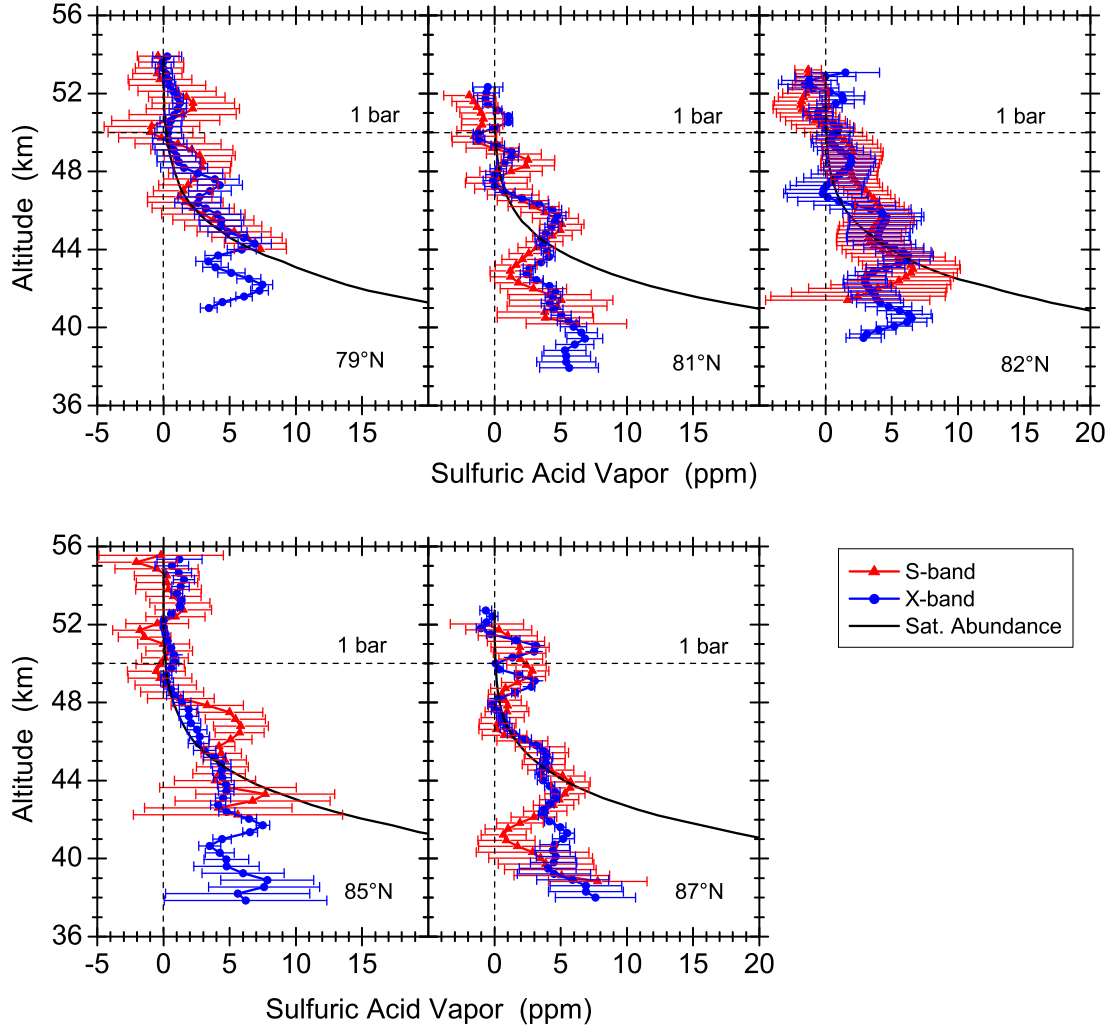 Altitude (km)
56
52
48
44
40
36
1 bar
1 bar
1 bar
79°N
81°N
82°N
-5 0 5 10 15 0 5 10 15 0 5 10 15 20
Sulfuric Acid Vapor (ppm)
Altitude (km)
56
52
48
44
40
36
1 bar
1 bar
85°N
87°N
-5 0 5 10 15 0 5 10 15 20
Sulfuric Acid Vapor (ppm)
S-band
X-band
Sat. Abundance